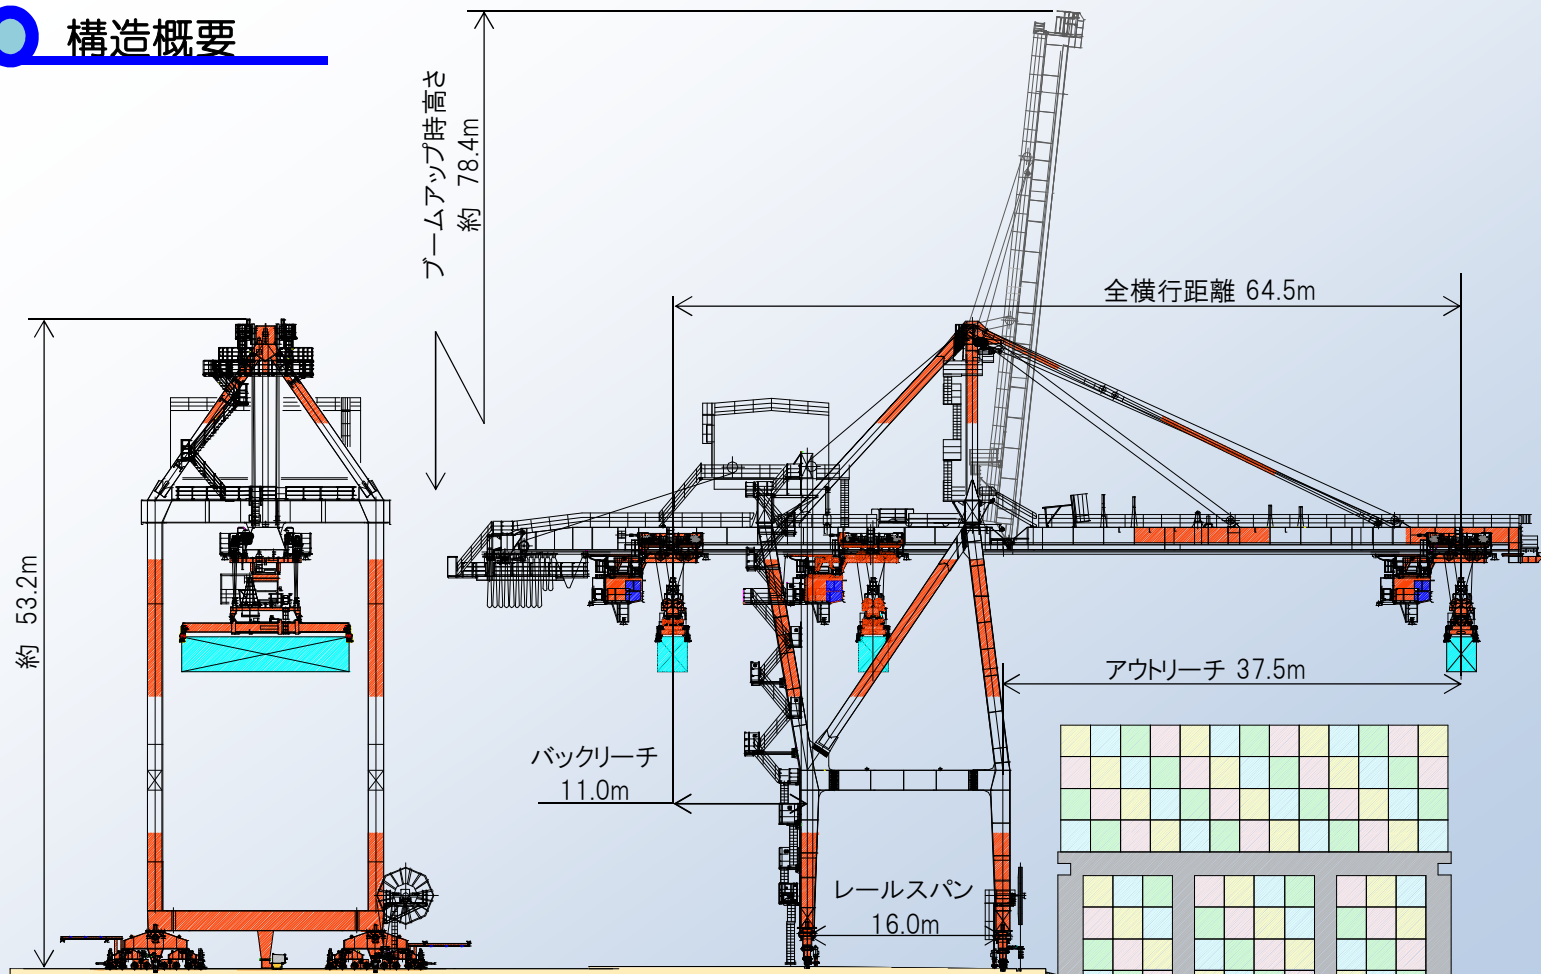 構造概要
ブームアップ時高さ
約 78.4m
全横行距離 64.5m
約 53.2m
アウトリーチ 37.5m
バックリーチ
11.0m
レールスパン
16.0m